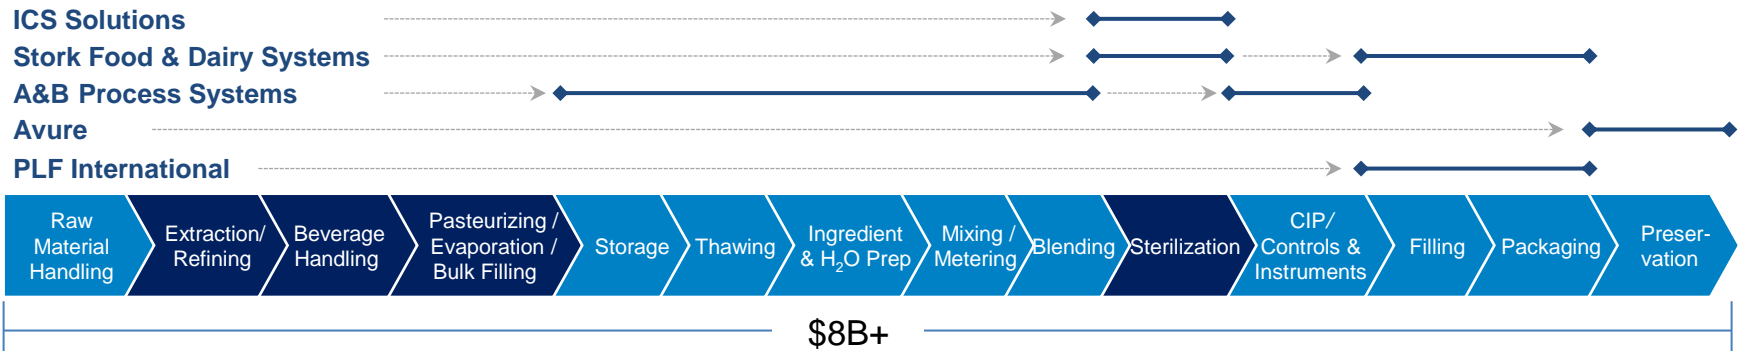 ICS Solutions
Stork Food & Dairy Systems
A&B Process Systems
Avure
PLF International
Raw
Material
Handling
Extraction/
Refining
Beverage
Handling
Pasteurizing /
Evaporation /
Bulk Filling
Storage
Thawing
Ingredient
& H₂O Prep
Mixing /
Metering
Blending
Sterilization
CIP/
Controls &
Instruments
Filling
Packaging
Preser-
vation
$8B+